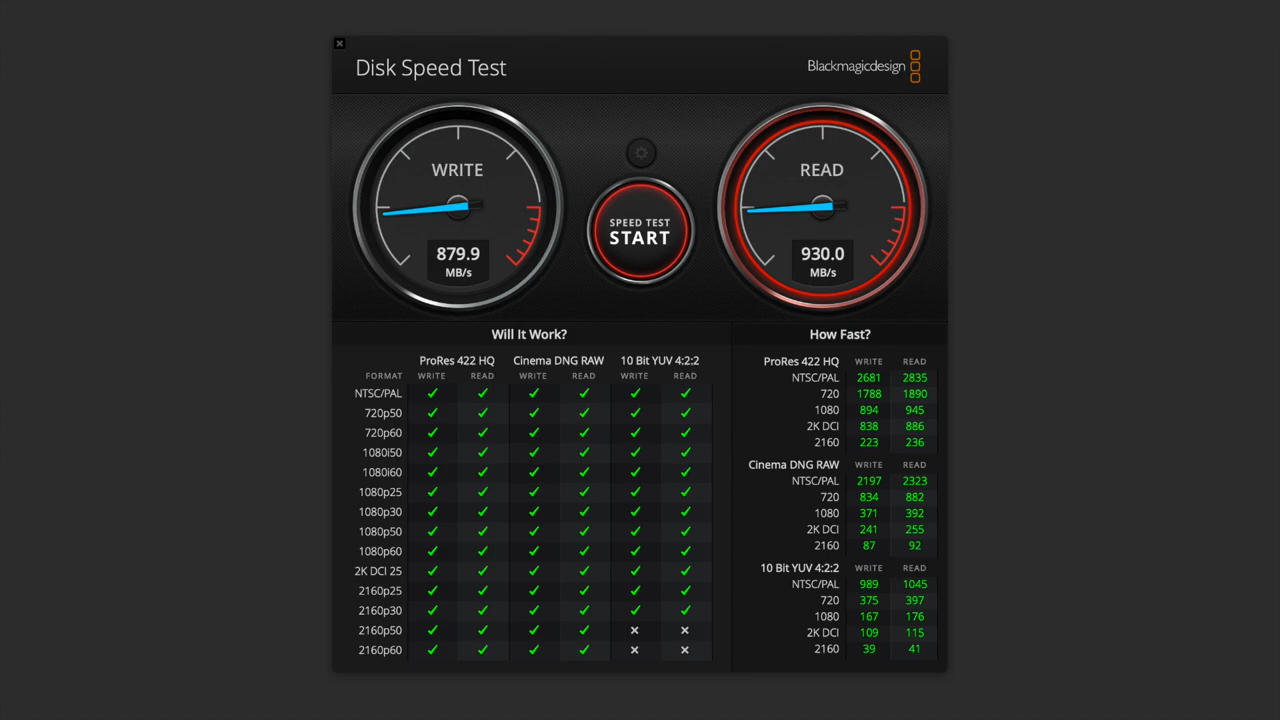 Disk Speed Test
Blackmagicdesign
WRITE
879.9
MB/s
SPEED TEST
START
READ
930.0
MB/s
Will It Work?
ProRes 422 HQ Cinema DNG RAW 10 Bit YUV 4:2:2
FORMAT WRITE READ WRITE READ WRITE READ
NTSC/PAL ✓ ✓ ✓ ✓ ✓ ✓
720p50 ✓ ✓ ✓ ✓ ✓ ✓
720p60 ✓ ✓ ✓ ✓ ✓ ✓
1080i50 ✓ ✓ ✓ ✓ ✓ ✓
1080i60 ✓ ✓ ✓ ✓ ✓ ✓
1080p25 ✓ ✓ ✓ ✓ ✓ ✓
1080p30 ✓ ✓ ✓ ✓ ✓ ✓
1080p50 ✓ ✓ ✓ ✓ ✓ ✓
1080p60 ✓ ✓ ✓ ✓ ✓ ✓
2K DCI 25 ✓ ✓ ✓ ✓ ✓ ✓
2160p25 ✓ ✓ ✓ ✓ ✓ ✓
2160p30 ✓ ✓ ✓ ✓ ✓ ✓
2160p50 ✓ ✓ ✓ ✓ × ×
2160p60 ✓ ✓ ✓ ✓ × ×
How Fast?
ProRes 422 HQ WRITE READ
NTSC/PAL 2681 2835
720 1788 1890
1080 894 945
2K DCI 838 886
2160 223 236
Cinema DNG RAW WRITE READ
NTSC/PAL 2197 2323
720 834 882
1080 371 392
2K DCI 241 255
2160 87 92
10 Bit YUV 4:2:2 WRITE READ
NTSC/PAL 989 1045
720 375 397
1080 167 176
2K DCI 109 115
2160 39 41